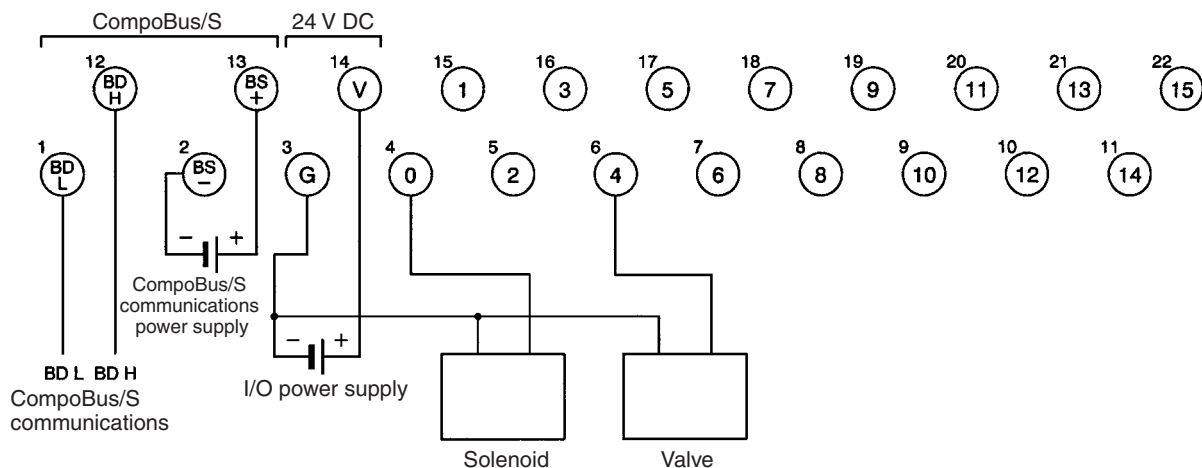 CompoBus/S 24 V DC
12 13 14 15 16 17 18 19 20 21 22
BD H BS + V 1 3 5 7 9 11 13 15
1 2 3 4 5 6 7 8 9 10 11
BD L BS – G 0 2 4 6 8 10 12 14
– +
CompoBus/S
communications
power supply
– +
I/O power supply
BD L BD H
CompoBus/S
communications
Solenoid Valve